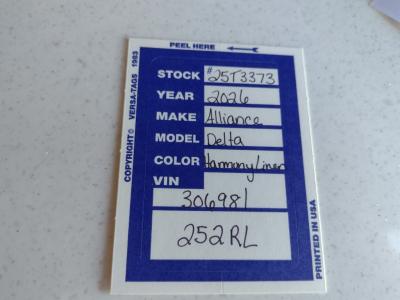 PEEL HERE
STOCK #25T3373
YEAR 2026
MAKE Alliance
MODEL Delta
COLOR Harmony Linen
VIN
306981
252RL
COPYRIGHT© VERSA-TAGS 1993
PRINTED IN USA